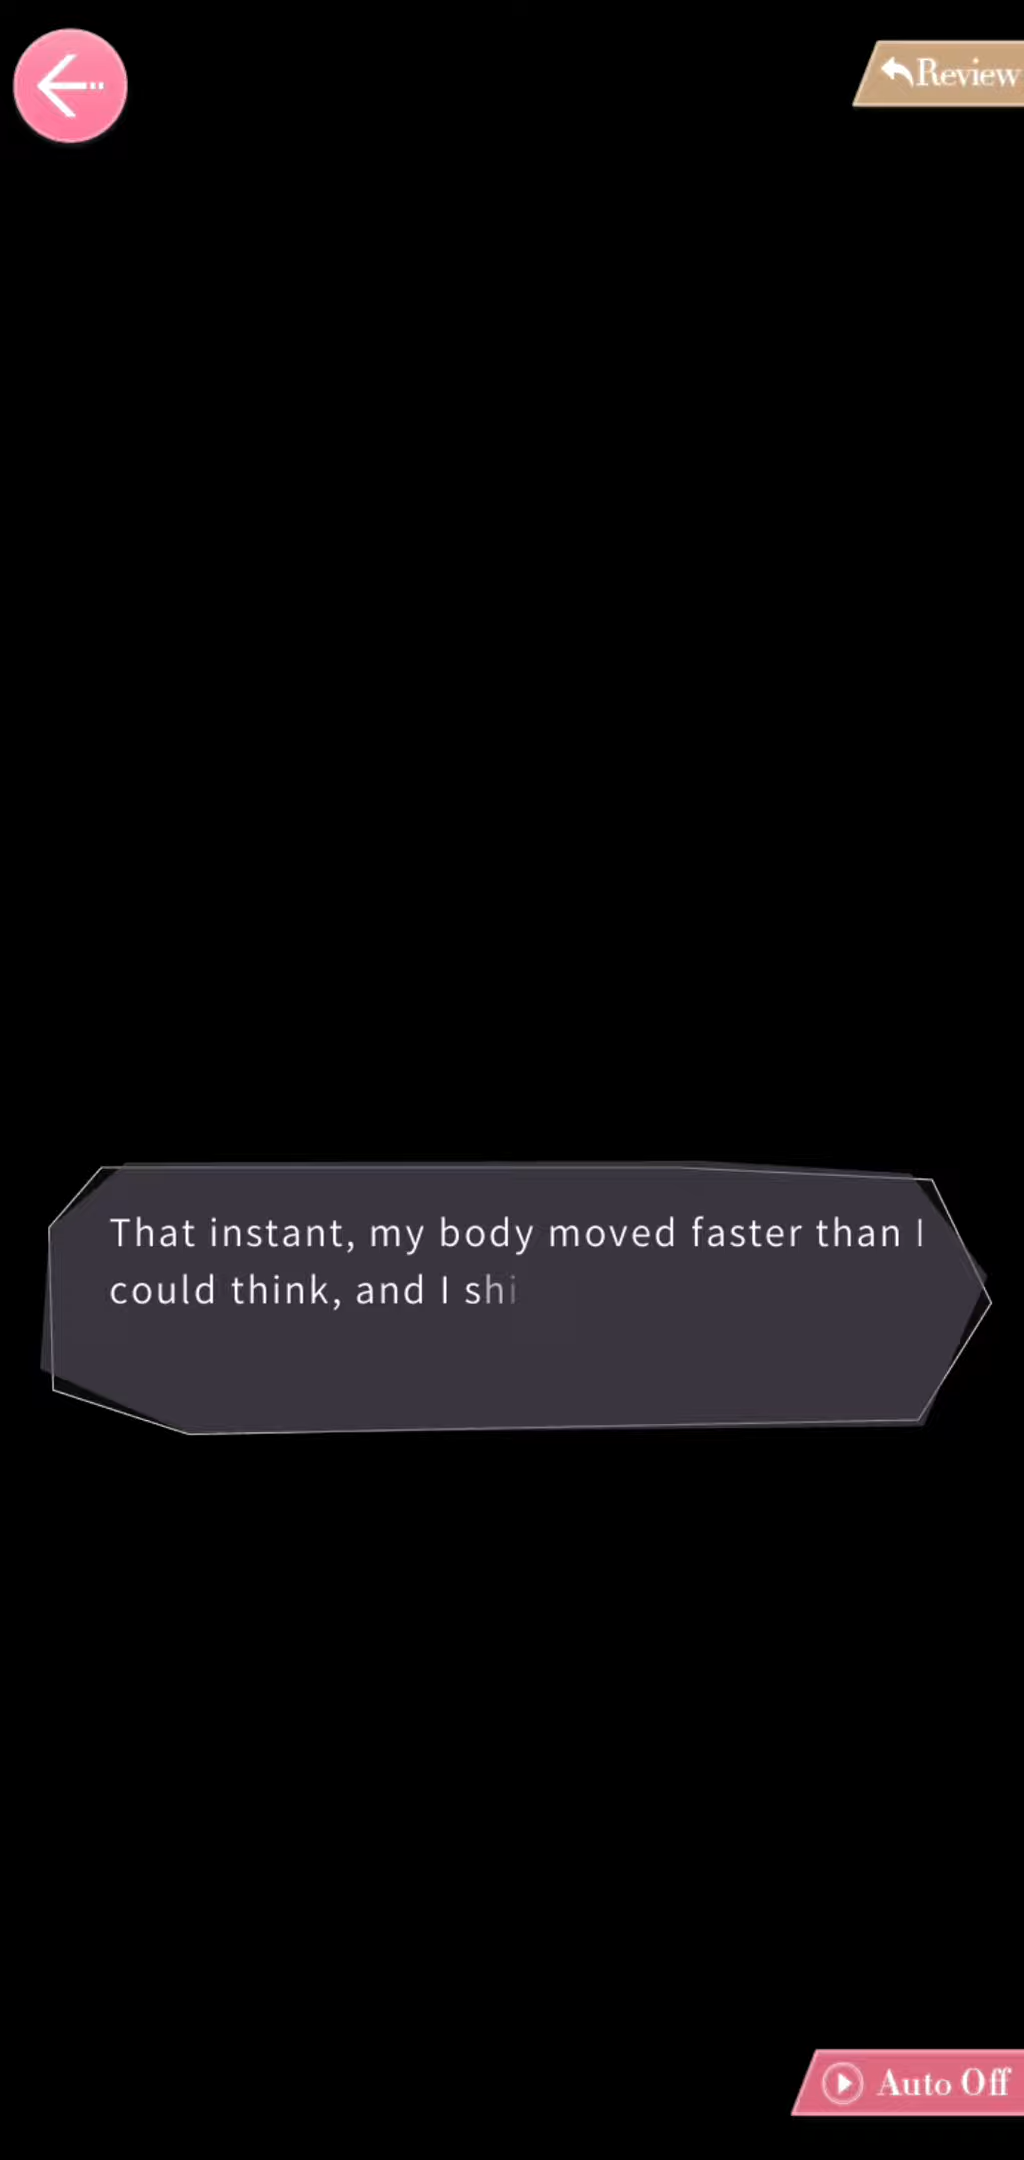 Review
That instant, my body moved faster than I
could think, and I shi
Auto Off